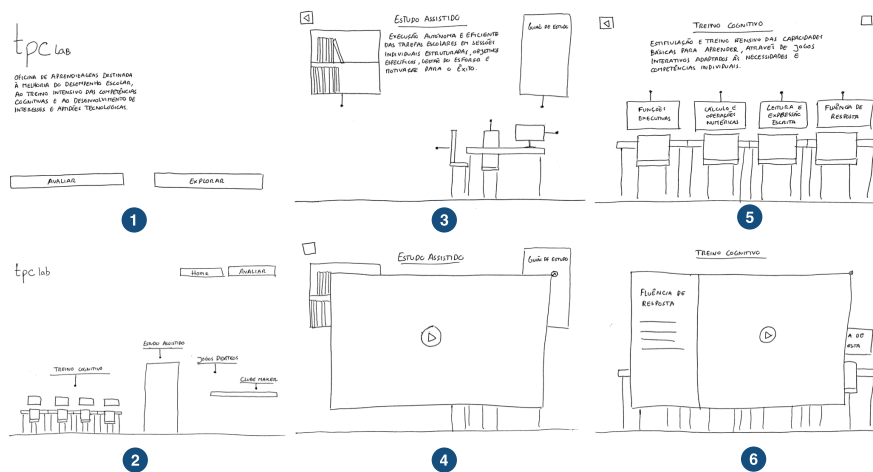 tpc LAB
OFICINA DE APRENDIZAGENS DESTINADA
À MELHORIA DO DESEMPENHO ESCOLAR,
AO TREINO INTENSIVO DAS COMPETÊNCIAS
COGNITIVAS E AO DESENVOLVIMENTO DE
INTERESSES E APTIDÕES TECNOLÓGICAS
AVALIAR
EXPLORAR
1
tpc lab
Home
AVALIAR
ESTUDO ASSISTIDO
JOGOS DIDÁTICOS
TREINO COGNITIVO
CLUBE MAKER
2
ESTUDO ASSISTIDO
EXECUÇÃO AUTÓNOMA E EFICIENTE
DAS TAREFAS ESCOLARES EM SESSÕES
INDIVIDUAIS ESTRUTURADAS, OBJETIVOS
ESPECÍFICOS, GESTÃO DO ESFORÇO E
MOTIVAÇÃO PARA O ÊXITO.
GUIÃO DE ESTUDO
3
ESTUDO ASSISTIDO
GUIÃO DE ESTUDO
4
TREINO COGNITIVO
ESTIMULAÇÃO E TREINO INTENSIVO DAS CAPACIDADES
BÁSICAS PARA APRENDER, ATRAVÉS DE JOGOS
INTERATIVOS ADAPTADOS ÀS NECESSIDADES E
COMPETÊNCIAS INDIVIDUAIS.
FUNÇÕES
EXECUTIVAS
CÁLCULO E
OPERAÇÕES
NUMÉRICAS
LEITURA E
EXPRESSÃO
ESCRITA
FLUÊNCIA DE
RESPOSTA
5
TREINO COGNITIVO
FLUÊNCIA DE
RESPOSTA
A DE
OSTA
6